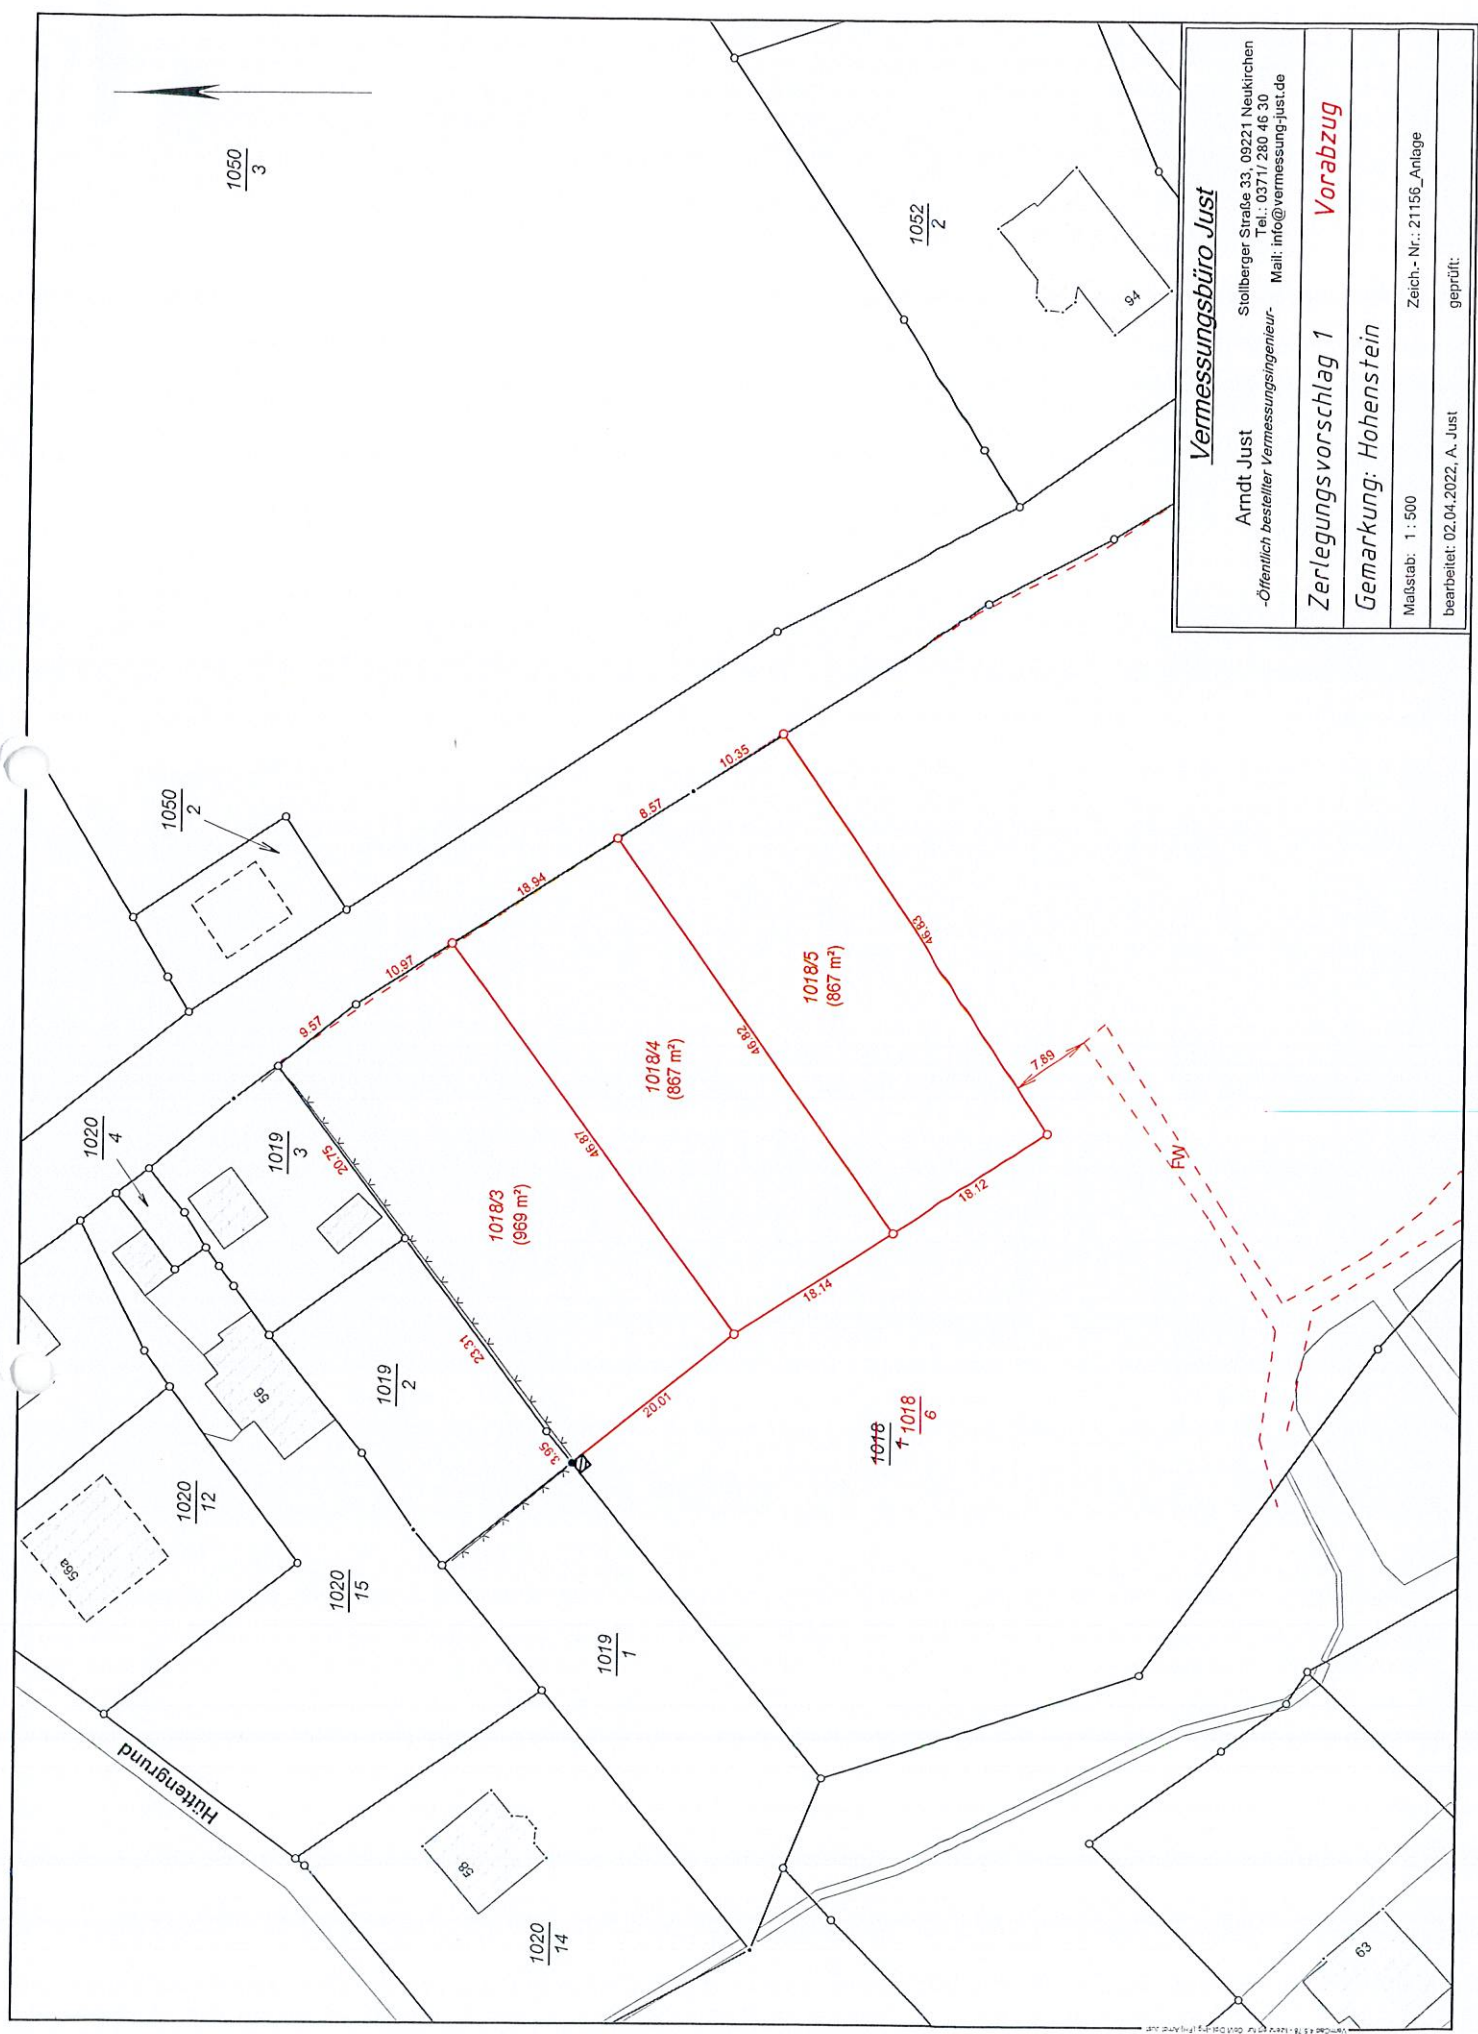 Vermessungsbüro Just
Arndt Just
Stollberger Straße 33, 09221 Neukirchen
Tel.: 0371/ 280 46 30
-Öffentlich bestellter Vermessungsingenieur-
Mail: info@vermessung-just.de
Zerlegungsvorschlag 1
Vorabzug
Gemarkung: Hohenstein
Maßstab: 1 : 500
Zeich.- Nr.: 21156_Anlage
bearbeitet: 02.04.2022, A. Just
geprüft:
1050
3
1050
2
1052
2
94
1020
4
1019
3
1019
2
1019
1
1020
12
1020
15
1020
14
56
56a
58
63
Hüttengrund
1018/3
(969 m²)
1018/4
(867 m²)
1018/5
(867 m²)
1018
1
1018
6
9.57
10.97
18.94
8.57
10.35
20.75
23.31
3.95
46.87
46.82
46.83
20.01
18.14
18.12
7.89
FW